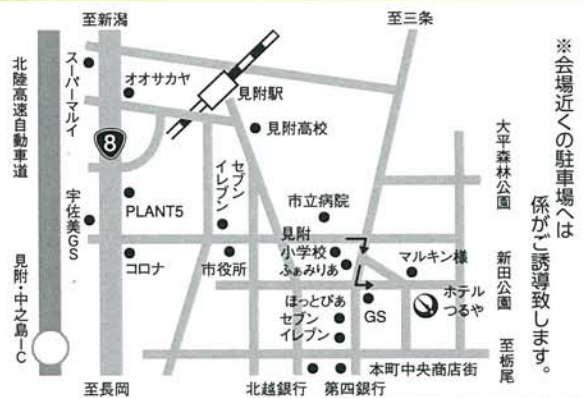 至新潟
至三条
※会場近くの駐車場へは
係がご誘導致します。
北陸高速自動車道
スーパーマルイ
オオサカヤ
見附駅
8
見附高校
セブン
イレブン
大平森林公園
PLANT5
市立病院
宇佐美GS
見附
小学校
ふぁみりあ
マルキン様
新田公園
コロナ
市役所
ほっとぴぁ
セブン
イレブン
GS
ホテル
つるや
見附・中之島IC
至栃尾
本町中央商店街
至長岡
北越銀行
第四銀行